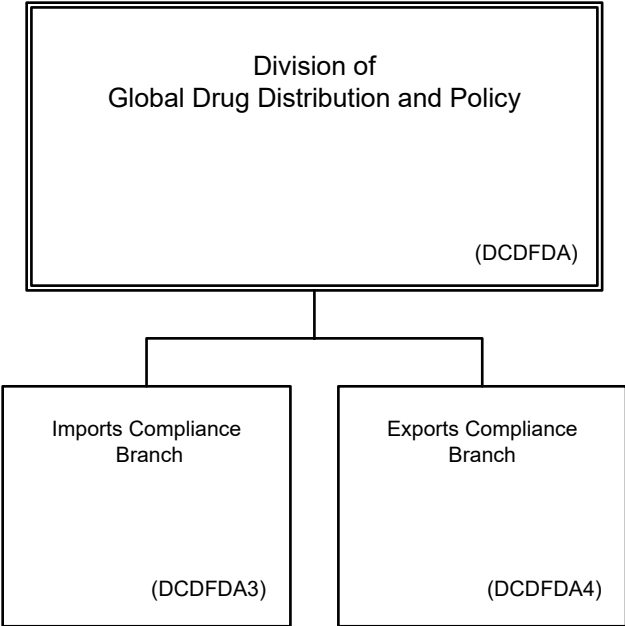 Division of
Global Drug Distribution and Policy
(DCDFDA)
Imports Compliance
Branch
(DCDFDA3)
Exports Compliance
Branch
(DCDFDA4)